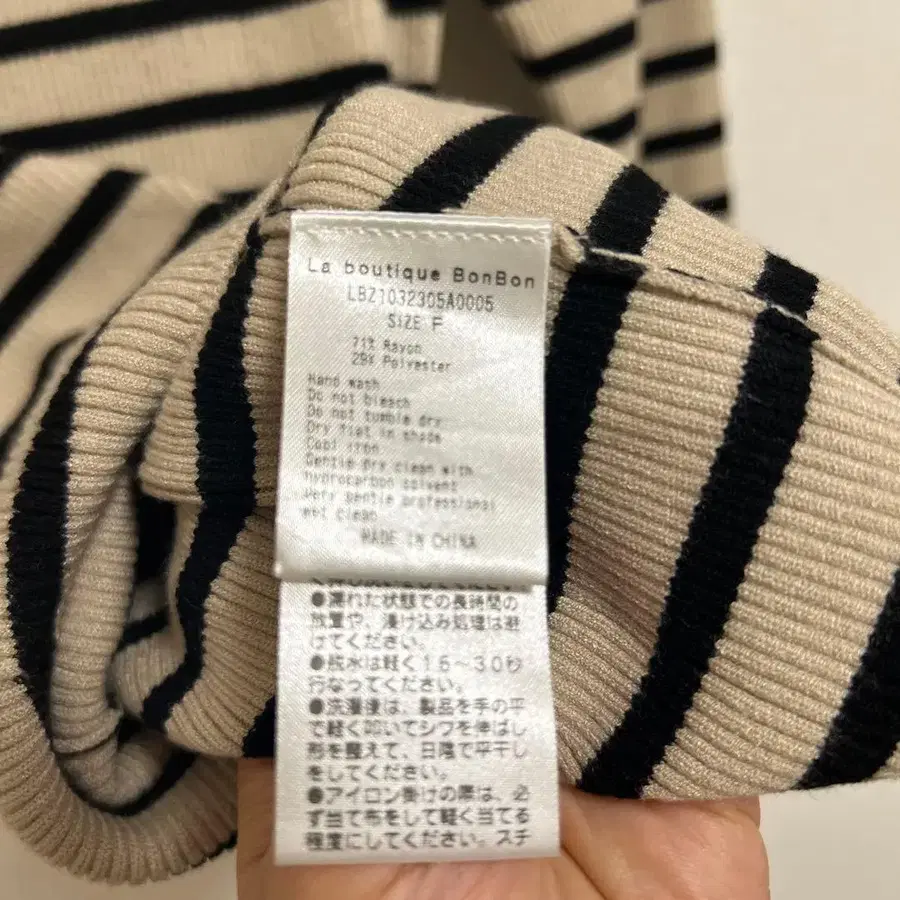 La boutique BonBon
LBZ1032305A0005
SIZE F
71% Rayon
29% Polyester
Hand wash
Do not bleach
Do not tumble dry
Dry flat in shade
Cool iron
Gentle dry clean with
hydrocarbon solvent
Very gentle professional
wet clean
MADE IN CHINA
●濡れた状態での長時間の
放置や、漬け込み処理は避
けてください。
●脱水は軽く15～30秒
行なってください。
●洗濯後は、製品を手の平
で軽く叩いてシワを伸ばし
形を整えて、日陰で平干し
をしてください。
●アイロン掛けの際は、必
ず当て布をして軽く当てる
程度にしてください。スチ